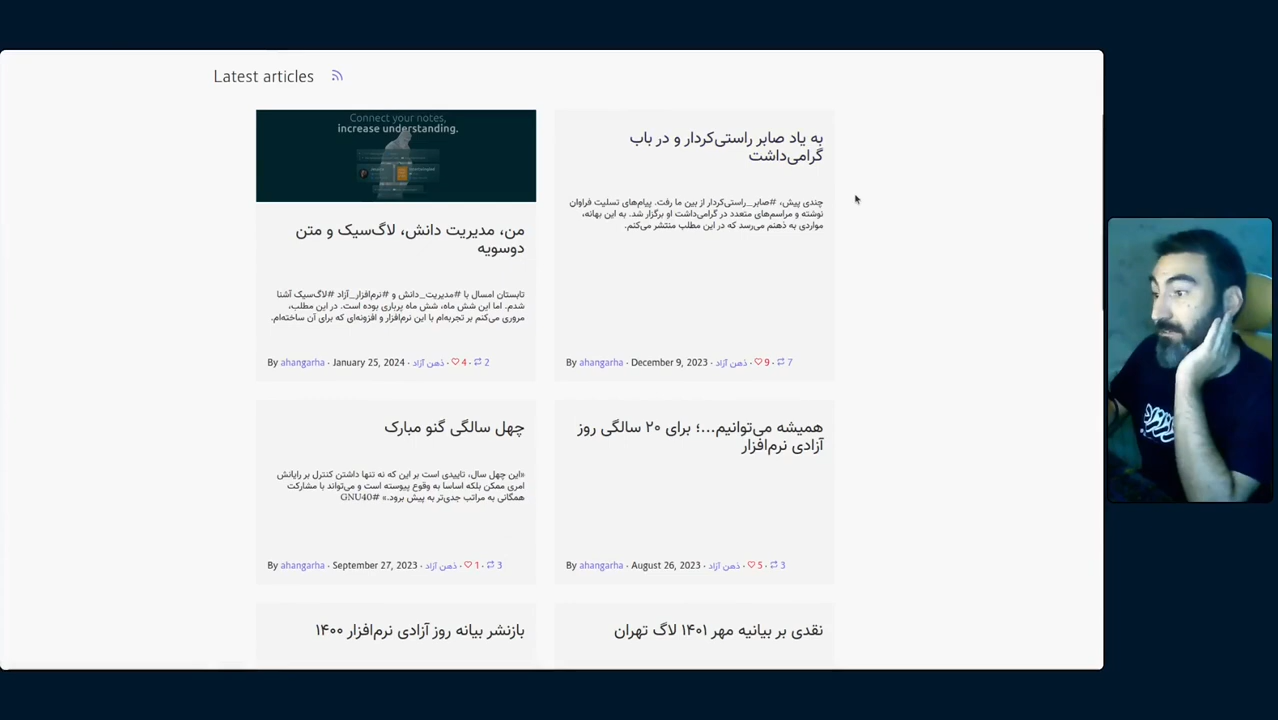 Latest articles
Connect your notes,
increase understanding.
من، مدیریت دانش، لاگ‌سیک و متن
دوسویه
تابستان امسال با #مدیریت_دانش و #نرم‌افزار_آزاد #لاگ‌سیک آشنا
شدم. اما این شش ماه، شش ماه پرباری بوده است. در این مطلب،
مروری می‌کنم بر تجربه‌ام با این نرم‌افزار و افزونه‌ای که برای آن ساخته‌ام.
By ahangarha · January 25, 2024 · ذهن آزاد · 4 · 2
به یاد صابر راستی‌کردار و در باب
گرامی‌داشت
چندی پیش، #صابر_راستی‌کردار از بین ما رفت. پیام‌های تسلیت فراوان
نوشته و مراسم‌های متعدد در گرامی‌داشت او برگزار شد. به این بهانه،
مواردی به ذهنم می‌رسد که در این مطلب منتشر می‌کنم.
By ahangarha · December 9, 2023 · ذهن آزاد · 9 · 7
چهل سالگی گنو مبارک
«این چهل سال، تاییدی است بر این که نه تنها داشتن کنترل بر رایانش
امری ممکن بلکه اساسا به وقوع پیوسته است و می‌تواند با مشارکت
همگانی به مراتب جدی‌تر به پیش برود.» #GNU40
By ahangarha · September 27, 2023 · ذهن آزاد · 1 · 3
همیشه می‌توانیم...؛ برای ۲۰ سالگی روز
آزادی نرم‌افزار
By ahangarha · August 26, 2023 · ذهن آزاد · 5 · 3
بازنشر بیانه روز آزادی نرم‌افزار ۱۴۰۰
نقدی بر بیانیه مهر ۱۴۰۱ لاگ تهران